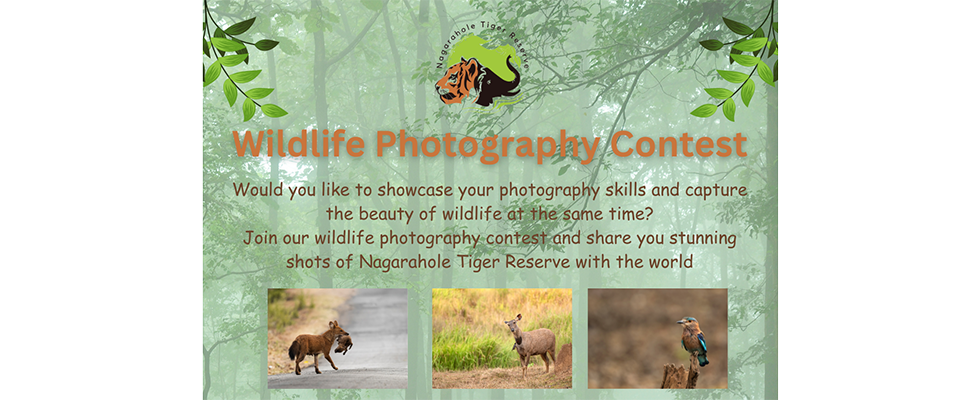 Nagarahole Tiger Reserve
Wildlife Photography Contest
Would you like to showcase your photography skills and capture
the beauty of wildlife at the same time?
Join our wildlife photography contest and share you stunning
shots of Nagarahole Tiger Reserve with the world